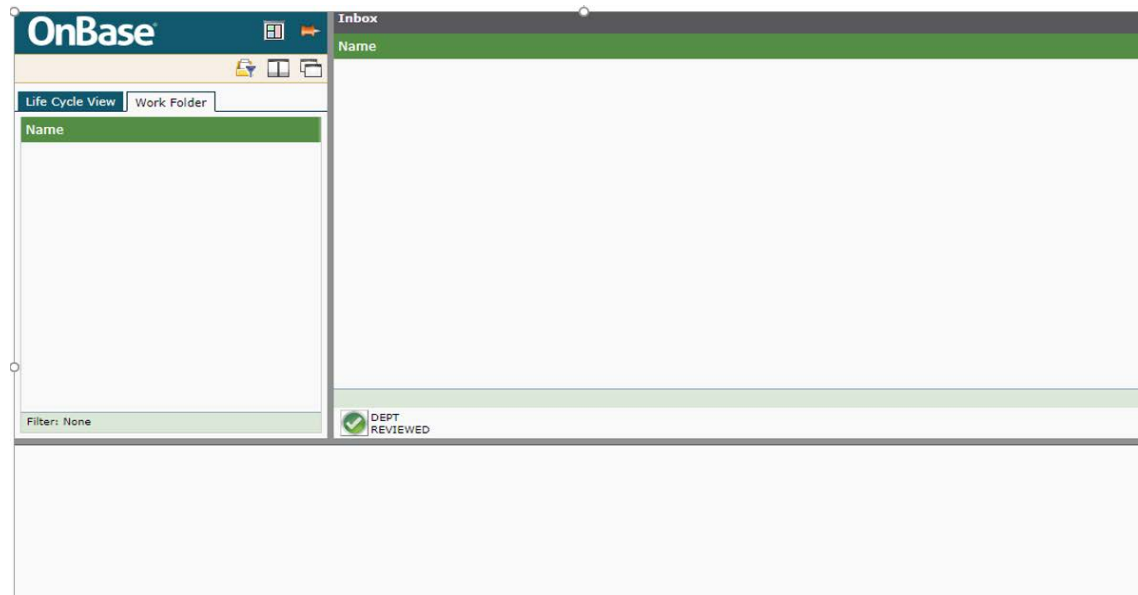 OnBase®
Life Cycle View
Work Folder
Name
Filter: None
Inbox
Name
DEPT
REVIEWED